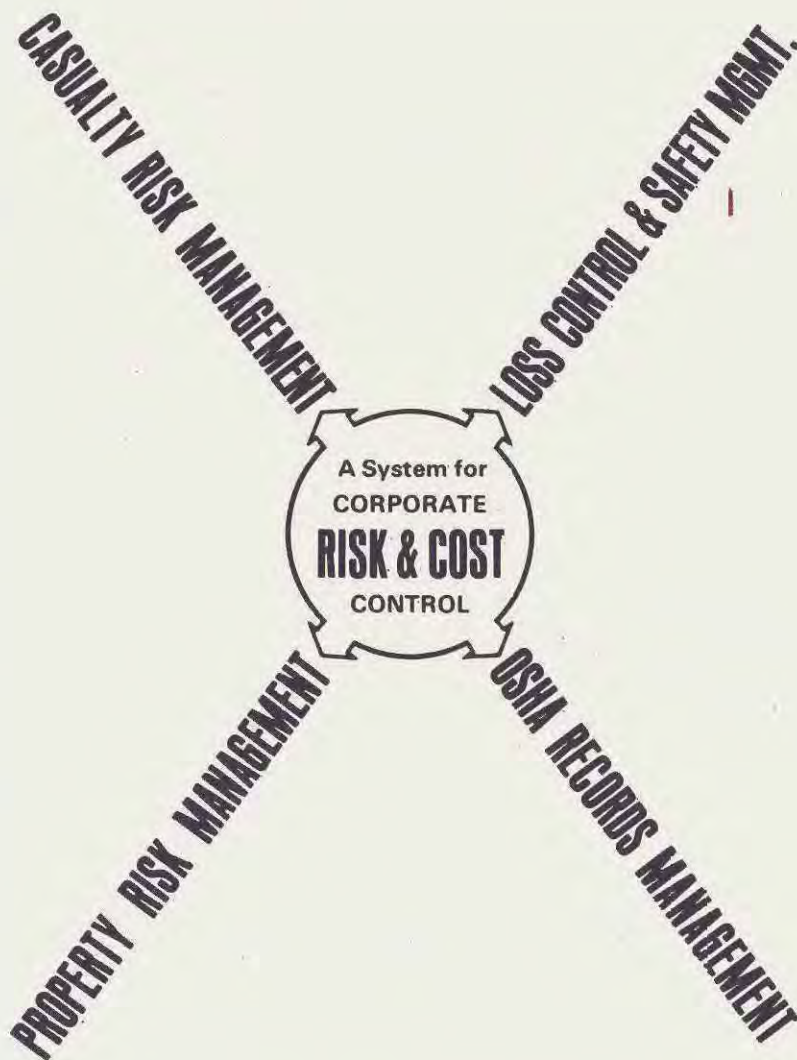 CASUALTY RISK MANAGEMENT
LOSS CONTROL & SAFETY MGMT.
A System for
CORPORATE
RISK & COST
CONTROL
PROPERTY RISK MANAGEMENT
OSHA RECORDS MANAGEMENT